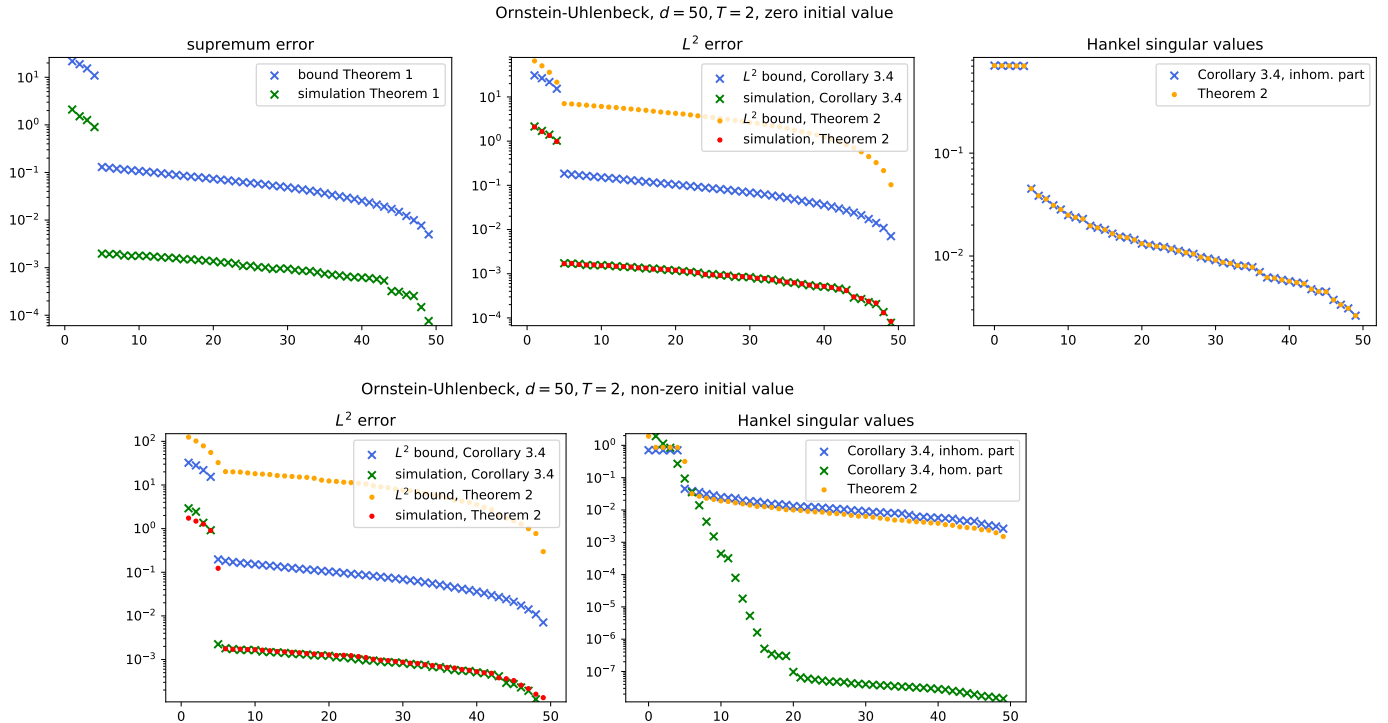 Ornstein-Uhlenbeck, d = 50, T = 2, zero initial value
supremum error
10¹
10⁰
10⁻¹
10⁻²
10⁻³
10⁻⁴
0 10 20 30 40 50
bound Theorem 1
simulation Theorem 1
L² error
10¹
10⁰
10⁻¹
10⁻²
10⁻³
10⁻⁴
0 10 20 30 40 50
L² bound, Corollary 3.4
simulation, Corollary 3.4
L² bound, Theorem 2
simulation, Theorem 2
Hankel singular values
10⁻¹
10⁻²
0 10 20 30 40 50
Corollary 3.4, inhom. part
Theorem 2
Ornstein-Uhlenbeck, d = 50, T = 2, non-zero initial value
L² error
10²
10¹
10⁰
10⁻¹
10⁻²
10⁻³
0 10 20 30 40 50
L² bound, Corollary 3.4
simulation, Corollary 3.4
L² bound, Theorem 2
simulation, Theorem 2
Hankel singular values
10⁰
10⁻¹
10⁻²
10⁻³
10⁻⁴
10⁻⁵
10⁻⁶
10⁻⁷
0 10 20 30 40 50
Corollary 3.4, inhom. part
Corollary 3.4, hom. part
Theorem 2